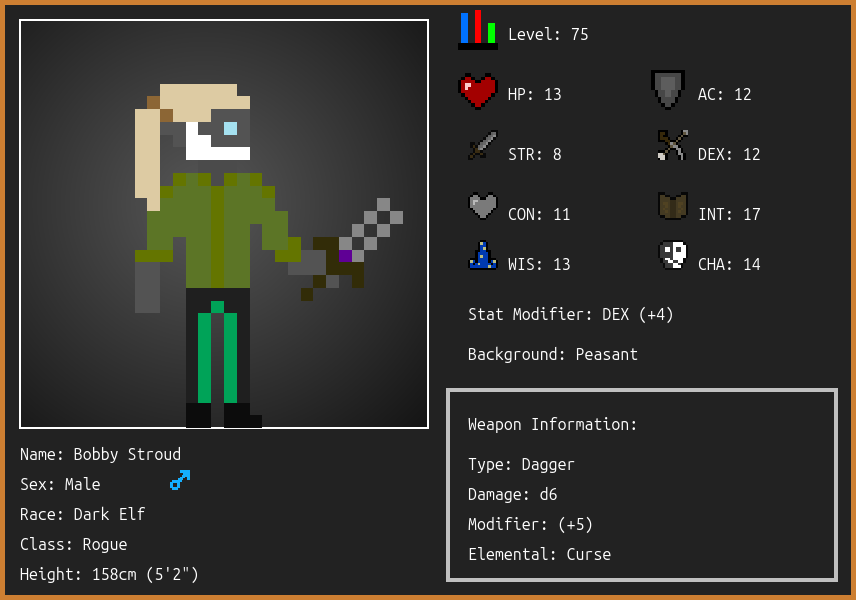 Level: 75
HP: 13
AC: 12
STR: 8
DEX: 12
CON: 11
INT: 17
WIS: 13
CHA: 14
Stat Modifier: DEX (+4)
Background: Peasant
Weapon Information:
Type: Dagger
Damage: d6
Modifier: (+5)
Elemental: Curse
Name: Bobby Stroud
Sex: Male
Race: Dark Elf
Class: Rogue
Height: 158cm (5'2")